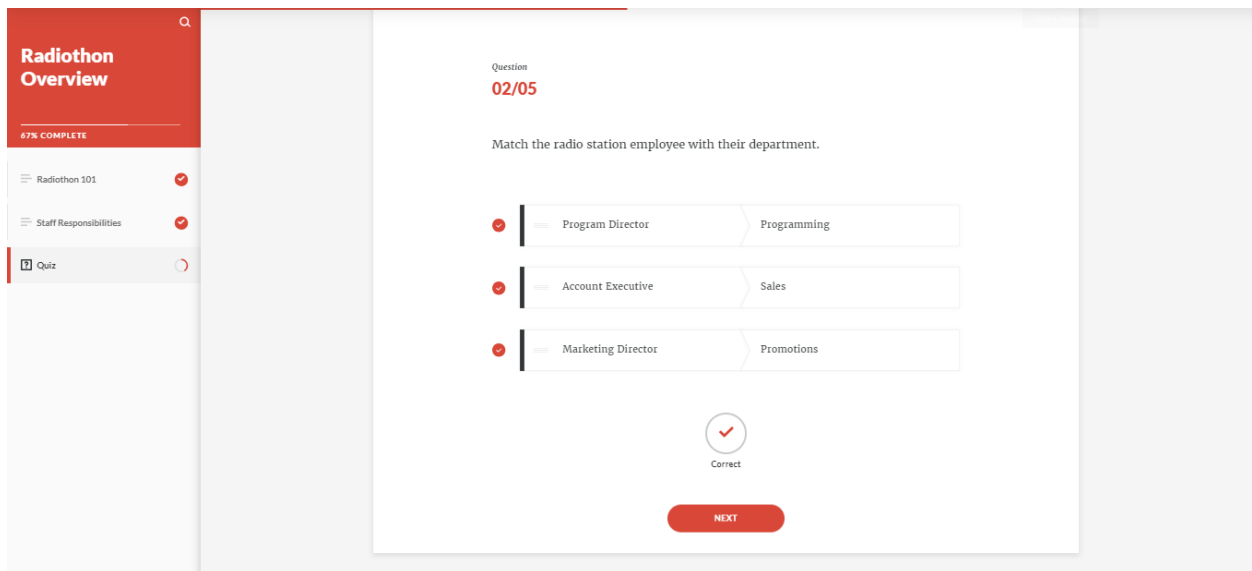 Radiothon
Overview
67% COMPLETE
Radiothon 101
Staff Responsibilities
Quiz
Question
02/05
Match the radio station employee with their department.
Program Director Programming
Account Executive Sales
Marketing Director Promotions
Correct
NEXT